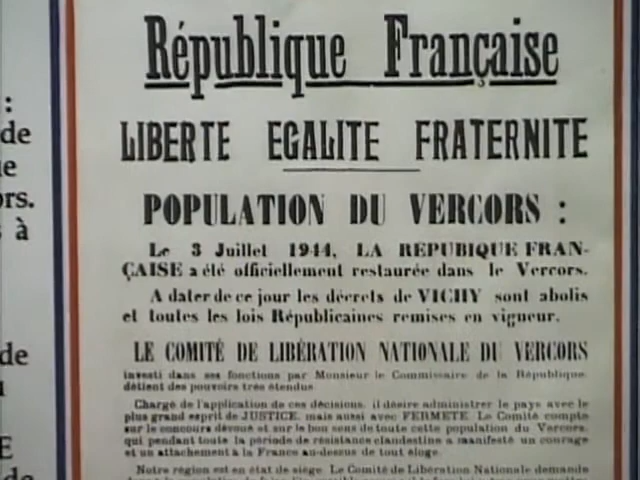 :
de
e
ors.
à
de
E
de
République Française
LIBERTE EGALITE FRATERNITE
POPULATION DU VERCORS :
Le 3 Juillet 1944, LA REPUBIQUE FRAN-
ÇAISE a été officiellement restaurée dans le Vercors.
A dater de ce jour les décrets de VICHY sont abolis
et toutes les lois Républicaines remises en vigueur.
LE COMITÉ DE LIBÉRATION NATIONALE DU VERCORS
investi dans ses fonctions par Monsieur le Commissaire de la République,
détient des pouvoirs très étendus
Chargé de l'application de ces décisions, il désire administrer le pays avec le
plus grand esprit de JUSTICE, mais aussi avec FERMETE. Le Comité compte
sur le concours dévoué et sur le bon sens de toute cette population du Vercors,
qui pendant toute la période de résistance clandestine a manifesté un courage
et un attachement à la France au-dessus de tout éloge.
Notre région est en état de siège. Le Comité de Libération Nationale demande